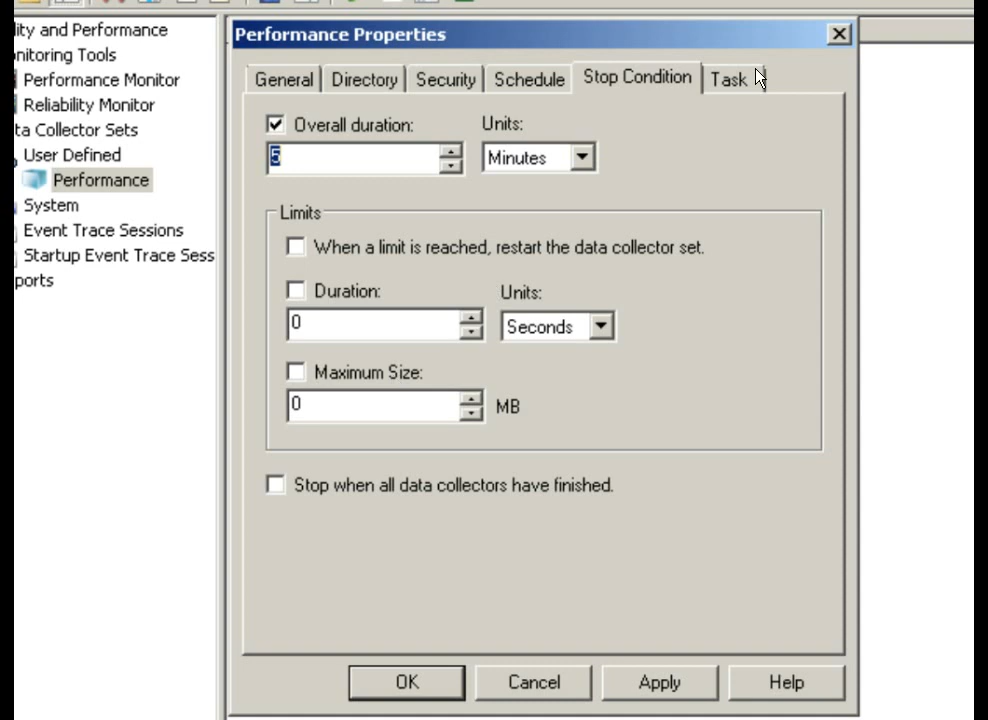 lity and Performance
onitoring Tools
Performance Monitor
Reliability Monitor
ta Collector Sets
User Defined
Performance
System
Event Trace Sessions
Startup Event Trace Sess
ports
Performance Properties
General Directory Security Schedule Stop Condition Task
Overall duration: Units:
5 Minutes
Limits
When a limit is reached, restart the data collector set.
Duration: Units:
0 Seconds
Maximum Size:
0 MB
Stop when all data collectors have finished.
OK Cancel Apply Help